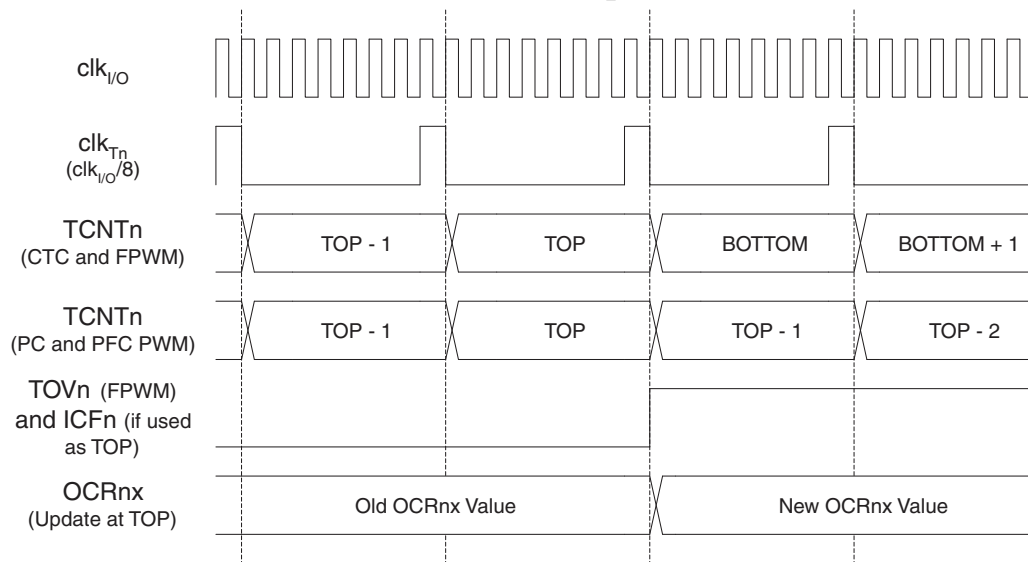 clkI/O
clkTn
(clkI/O/8)
TCNTn
(CTC and FPWM)
TOP - 1
TOP
BOTTOM
BOTTOM + 1
TCNTn
(PC and PFC PWM)
TOP - 1
TOP
TOP - 1
TOP - 2
TOVn (FPWM)
and ICFn (if used
as TOP)
OCRnx
(Update at TOP)
Old OCRnx Value
New OCRnx Value